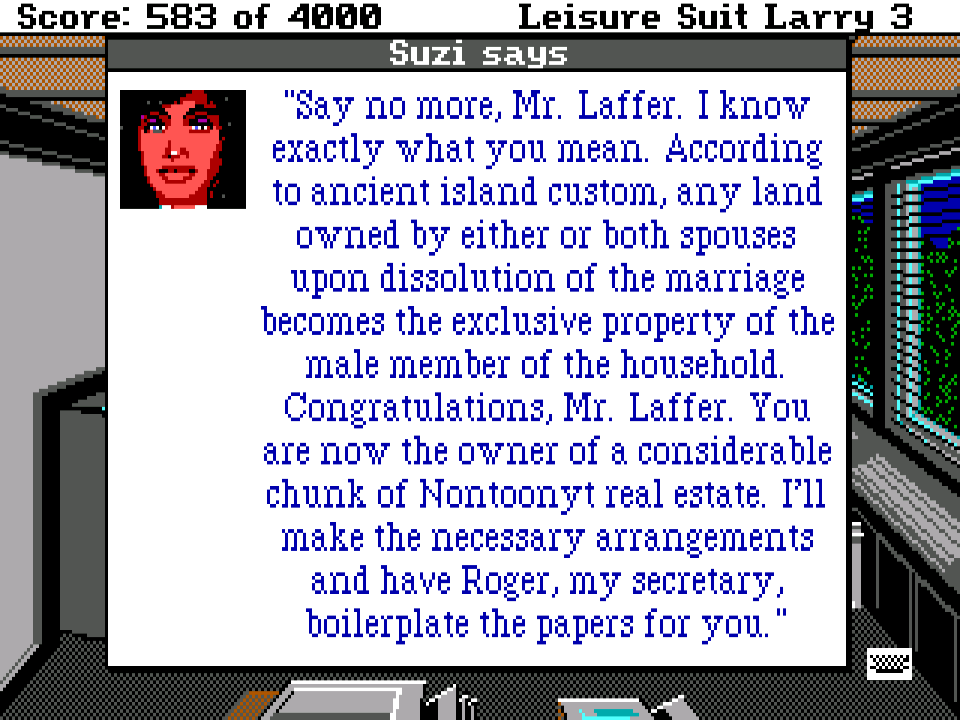 Score: 583 of 4000
Leisure Suit Larry 3
Suzi says
"Say no more, Mr. Laffer. I know
exactly what you mean. According
to ancient island custom, any land
owned by either or both spouses
upon dissolution of the marriage
becomes the exclusive property of the
male member of the household.
Congratulations, Mr. Laffer. You
are now the owner of a considerable
chunk of Nontoonyt real estate. I'll
make the necessary arrangements
and have Roger, my secretary,
boilerplate the papers for you."